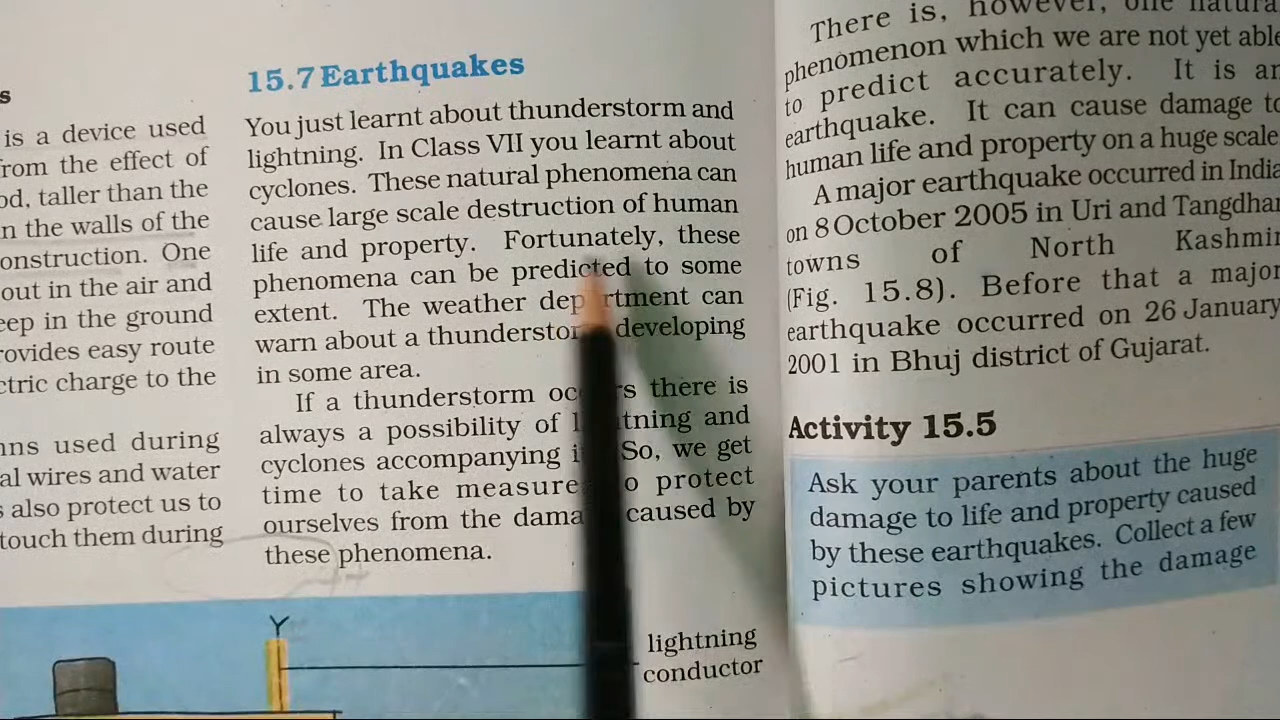 s
is a device used
from the effect of
od, taller than the
n the walls of the
onstruction. One
out in the air and
eep in the ground
rovides easy route
ctric charge to the
nns used during
al wires and water
s also protect us to
touch them during
15.7 Earthquakes
You just learnt about thunderstorm and
lightning. In Class VII you learnt about
cyclones. These natural phenomena can
cause large scale destruction of human
life and property. Fortunately, these
phenomena can be predicted to some
extent. The weather department can
warn about a thunderstorm developing
in some area.
If a thunderstorm occurs there is
always a possibility of lightning and
cyclones accompanying it. So, we get
time to take measures to protect
ourselves from the damage caused by
these phenomena.
lightning
conductor
There is, however, one natural
phenomenon which we are not yet able
to predict accurately. It is an
earthquake. It can cause damage to
human life and property on a huge scale.
A major earthquake occurred in India
on 8 October 2005 in Uri and Tangdhar
towns of North Kashmir
(Fig. 15.8). Before that a major
earthquake occurred on 26 January
2001 in Bhuj district of Gujarat.
Activity 15.5
Ask your parents about the huge
damage to life and property caused
by these earthquakes. Collect a few
pictures showing the damage